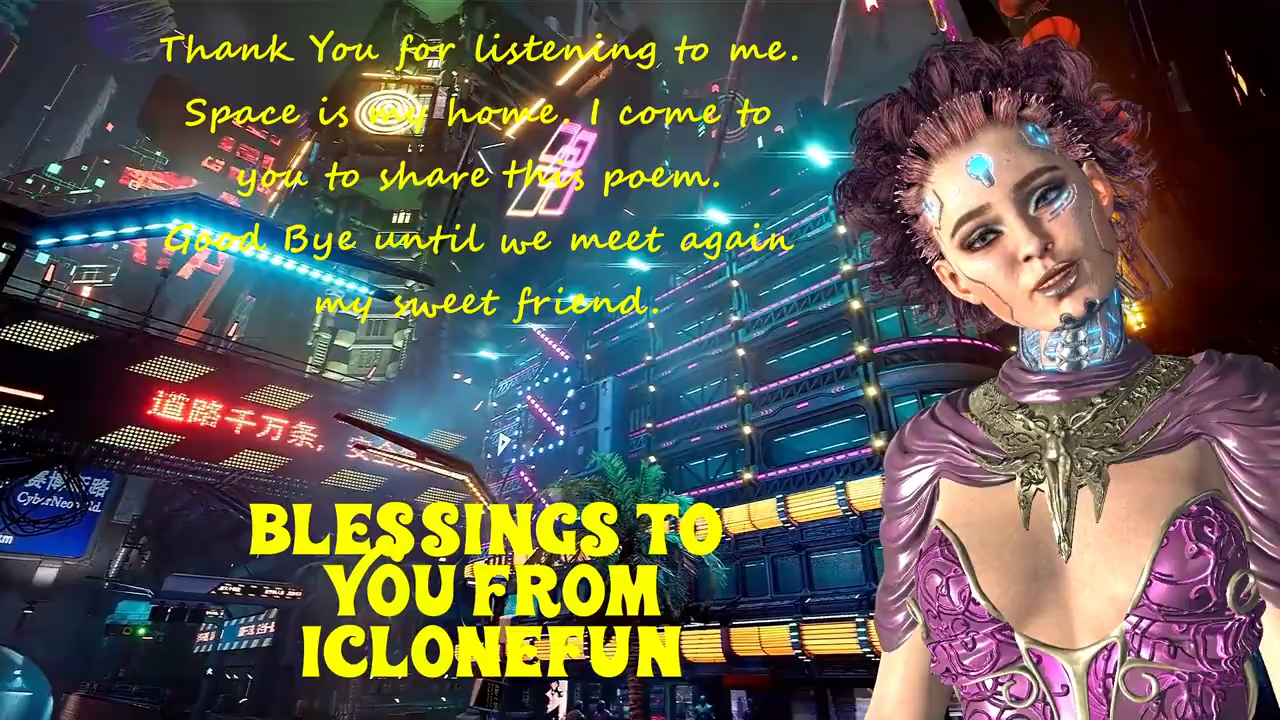 Thank You for listening to me.
Space is my home. I come to
you to share this poem.
Good Bye until we meet again
my sweet friend.
道路千万条,
BLESSINGS TO
YOU FROM
ICLONEFUN